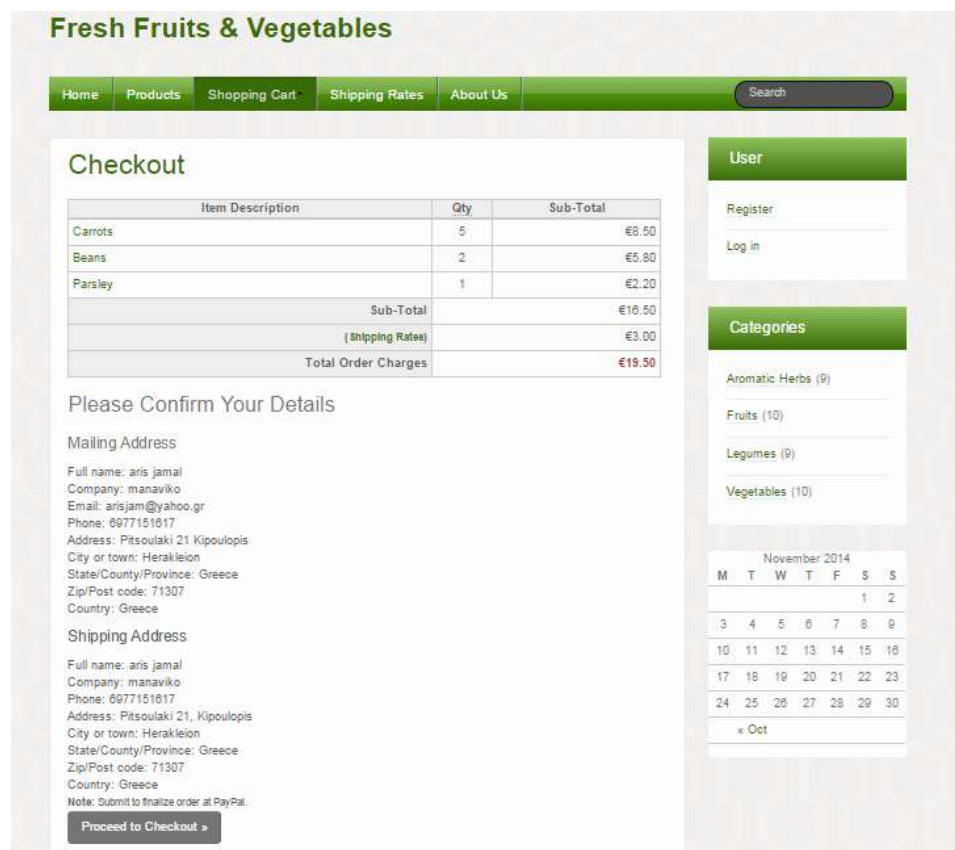 Fresh Fruits & Vegetables
Home Products Shopping Cart Shipping Rates About Us Search
Checkout
Item Description Qty Sub-Total
Carrots 5 €8.50
Beans 2 €5.80
Parsley 1 €2.20
Sub-Total €16.50
(Shipping Rates) €3.00
Total Order Charges €19.50
Please Confirm Your Details
Mailing Address
Full name: aris jamal
Company: manaviko
Email: arisjam@yahoo.gr
Phone: 6977151617
Address: Pitsoulaki 21 Kipoulopis
City or town: Herakleion
State/County/Province: Greece
Zip/Post code: 71307
Country: Greece
Shipping Address
Full name: aris jamal
Company: manaviko
Phone: 6977151617
Address: Pitsoulaki 21, Kipoulopis
City or town: Herakleion
State/County/Province: Greece
Zip/Post code: 71307
Country: Greece
Note: Submit to finalize order at PayPal.
Proceed to Checkout »
User
Register
Log in
Categories
Aromatic Herbs (9)
Fruits (10)
Legumes (9)
Vegetables (10)
November 2014
M T W T F S S
1 2
3 4 5 6 7 8 9
10 11 12 13 14 15 16
17 18 19 20 21 22 23
24 25 26 27 28 29 30
« Oct